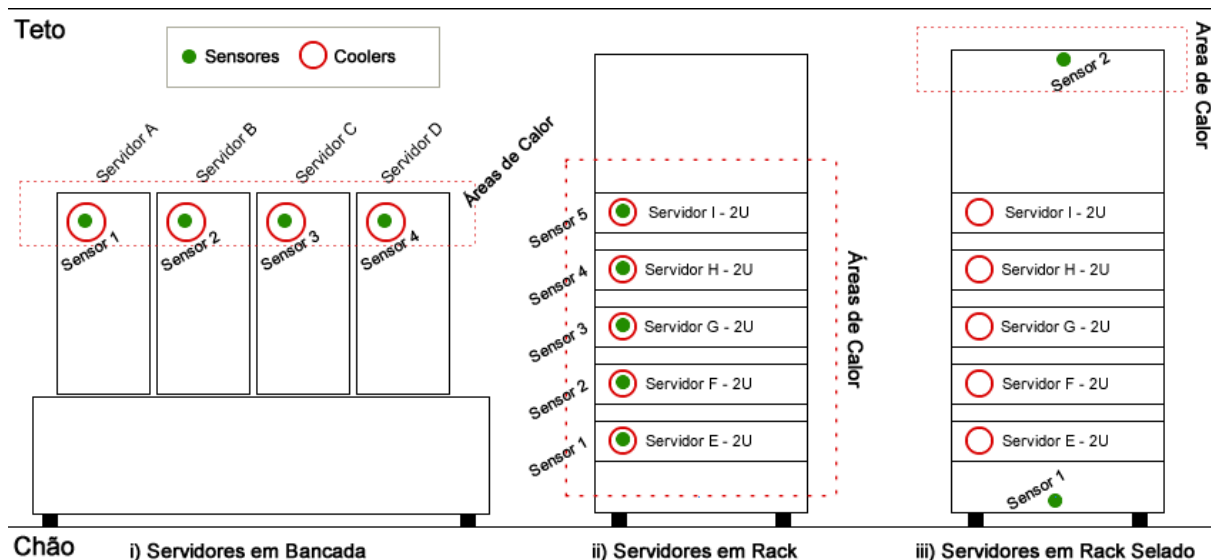 Teto
Sensores
Coolers
Servidor A
Servidor B
Servidor C
Servidor D
Áreas de Calor
Sensor 1
Sensor 2
Sensor 3
Sensor 4
i) Servidores em Bancada
Sensor 5
Sensor 4
Sensor 3
Sensor 2
Sensor 1
Servidor I - 2U
Servidor H - 2U
Servidor G - 2U
Servidor F - 2U
Servidor E - 2U
Áreas de Calor
ii) Servidores em Rack
Sensor 2
Área de Calor
Servidor I - 2U
Servidor H - 2U
Servidor G - 2U
Servidor F - 2U
Servidor E - 2U
Sensor 1
iii) Servidores em Rack Selado
Chão